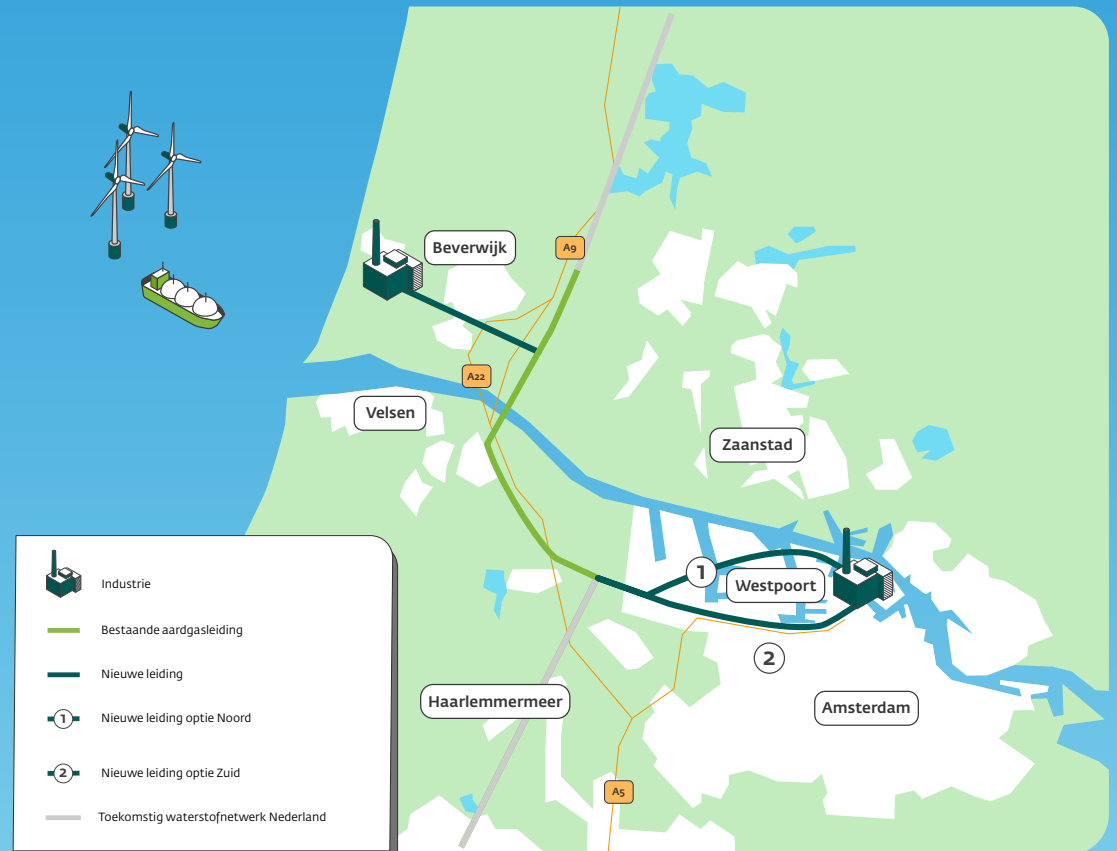 Beverwijk
A9
A22
Velsen
Zaanstad
1
Westpoort
2
Haarlemmermeer
Amsterdam
A5
Industrie
Bestaande aardgasleiding
Nieuwe leiding
1 Nieuwe leiding optie Noord
2 Nieuwe leiding optie Zuid
Toekomstig waterstofnetwerk Nederland